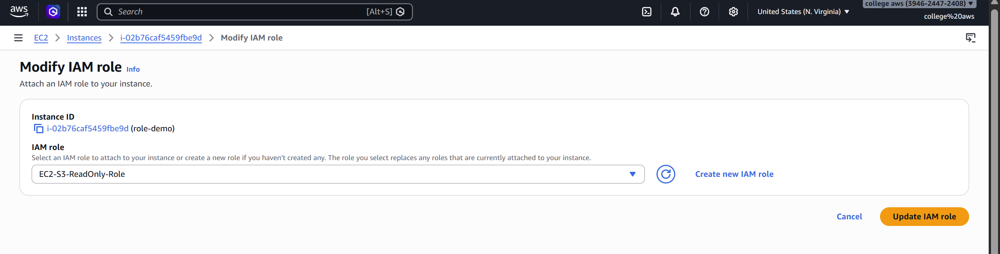 aws
Search [Alt+S]
United States (N. Virginia)
college aws (3946-2447-2408)
college%20aws
EC2 Instances i-02b76caf5459fbe9d Modify IAM role
Modify IAM role Info
Attach an IAM role to your instance.
Instance ID
i-02b76caf5459fbe9d (role-demo)
IAM role
Select an IAM role to attach to your instance or create a new role if you haven't created any. The role you select replaces any roles that are currently attached to your instance.
EC2-S3-ReadOnly-Role
Create new IAM role
Cancel
Update IAM role